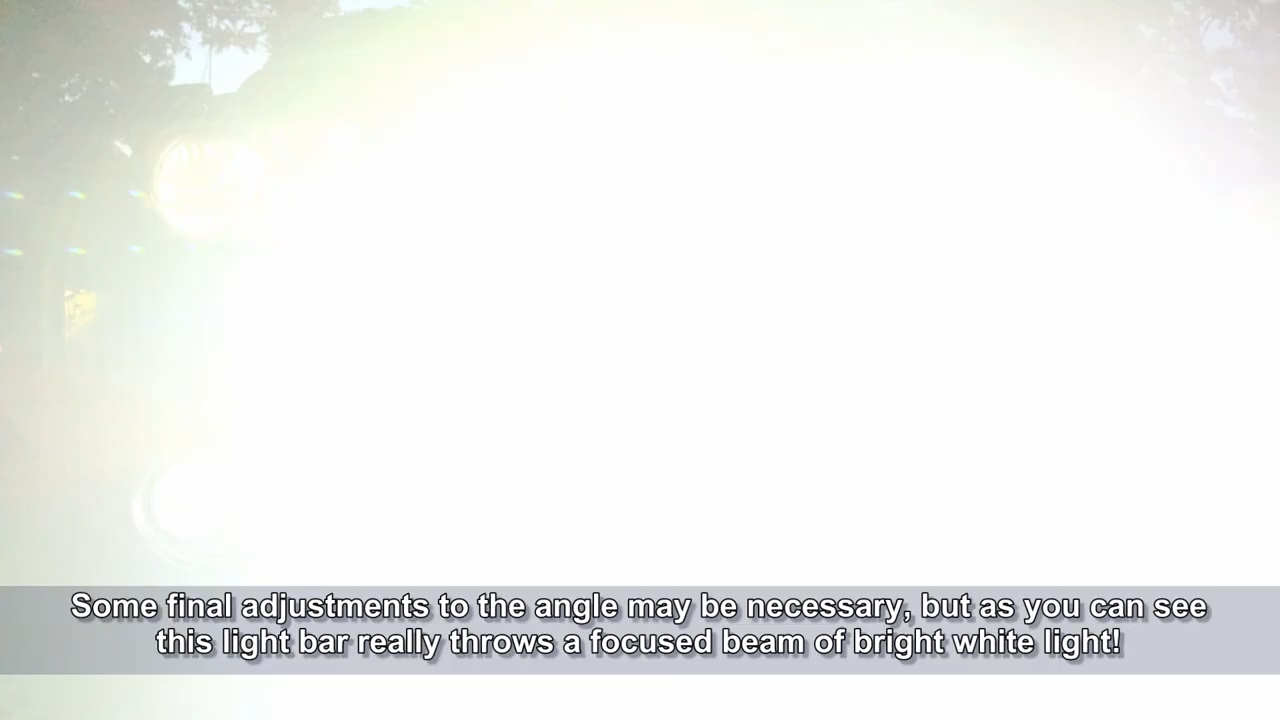 Some final adjustments to the angle may be necessary, but as you can see
this light bar really throws a focused beam of bright white light!